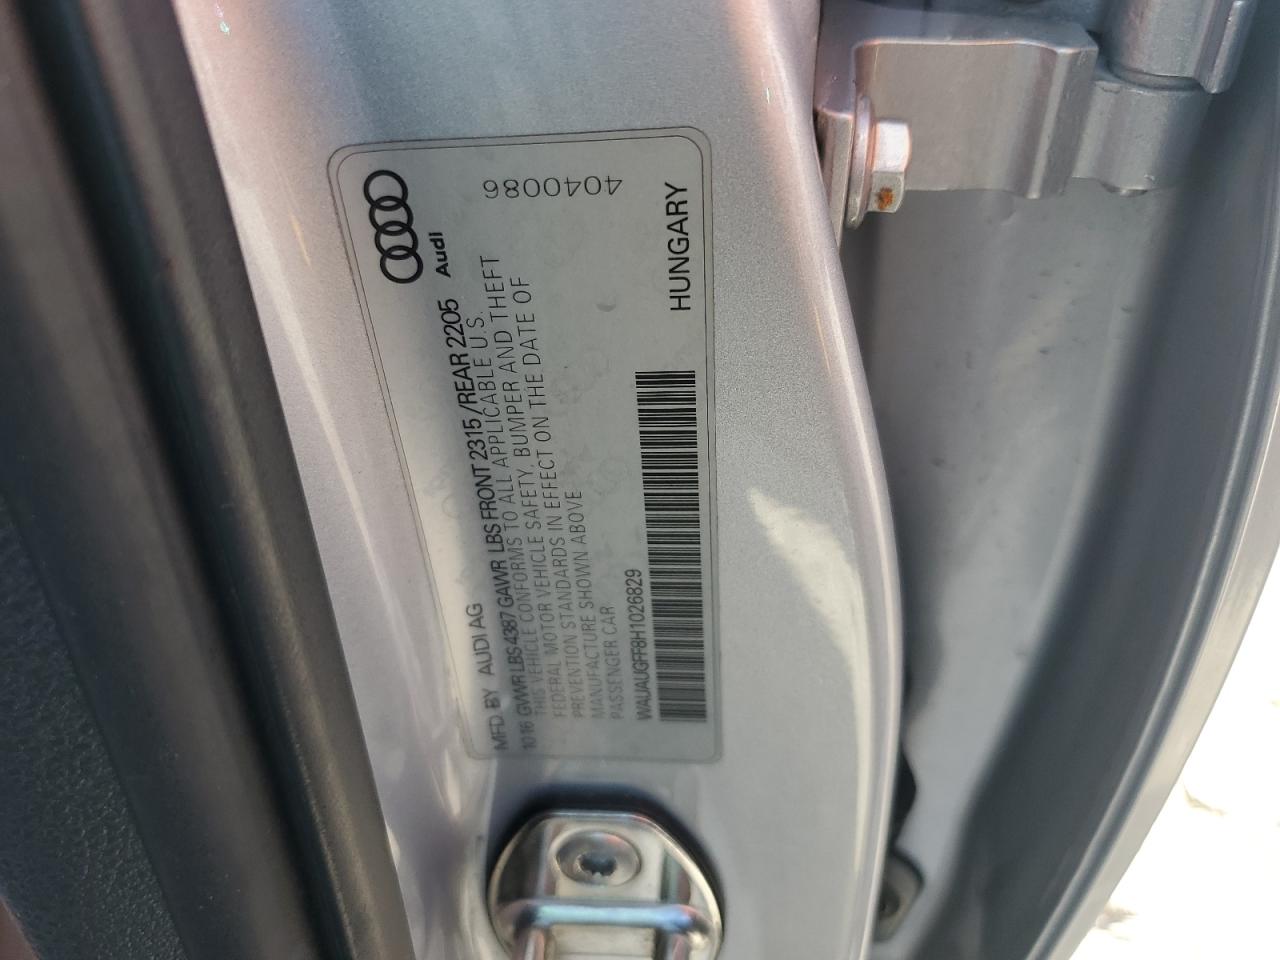 Audi
4040086
MFD. BY AUDI AG
10 16 GVWR LBS 4387 GAWR LBS FRONT 2315/REAR 2205
THIS VEHICLE CONFORMS TO ALL APPLICABLE U.S.
FEDERAL MOTOR VEHICLE SAFETY, BUMPER AND THEFT
PREVENTION STANDARDS IN EFFECT ON THE DATE OF
MANUFACTURE SHOWN ABOVE
PASSENGER CAR
WAUAUGFF8H1026829
HUNGARY